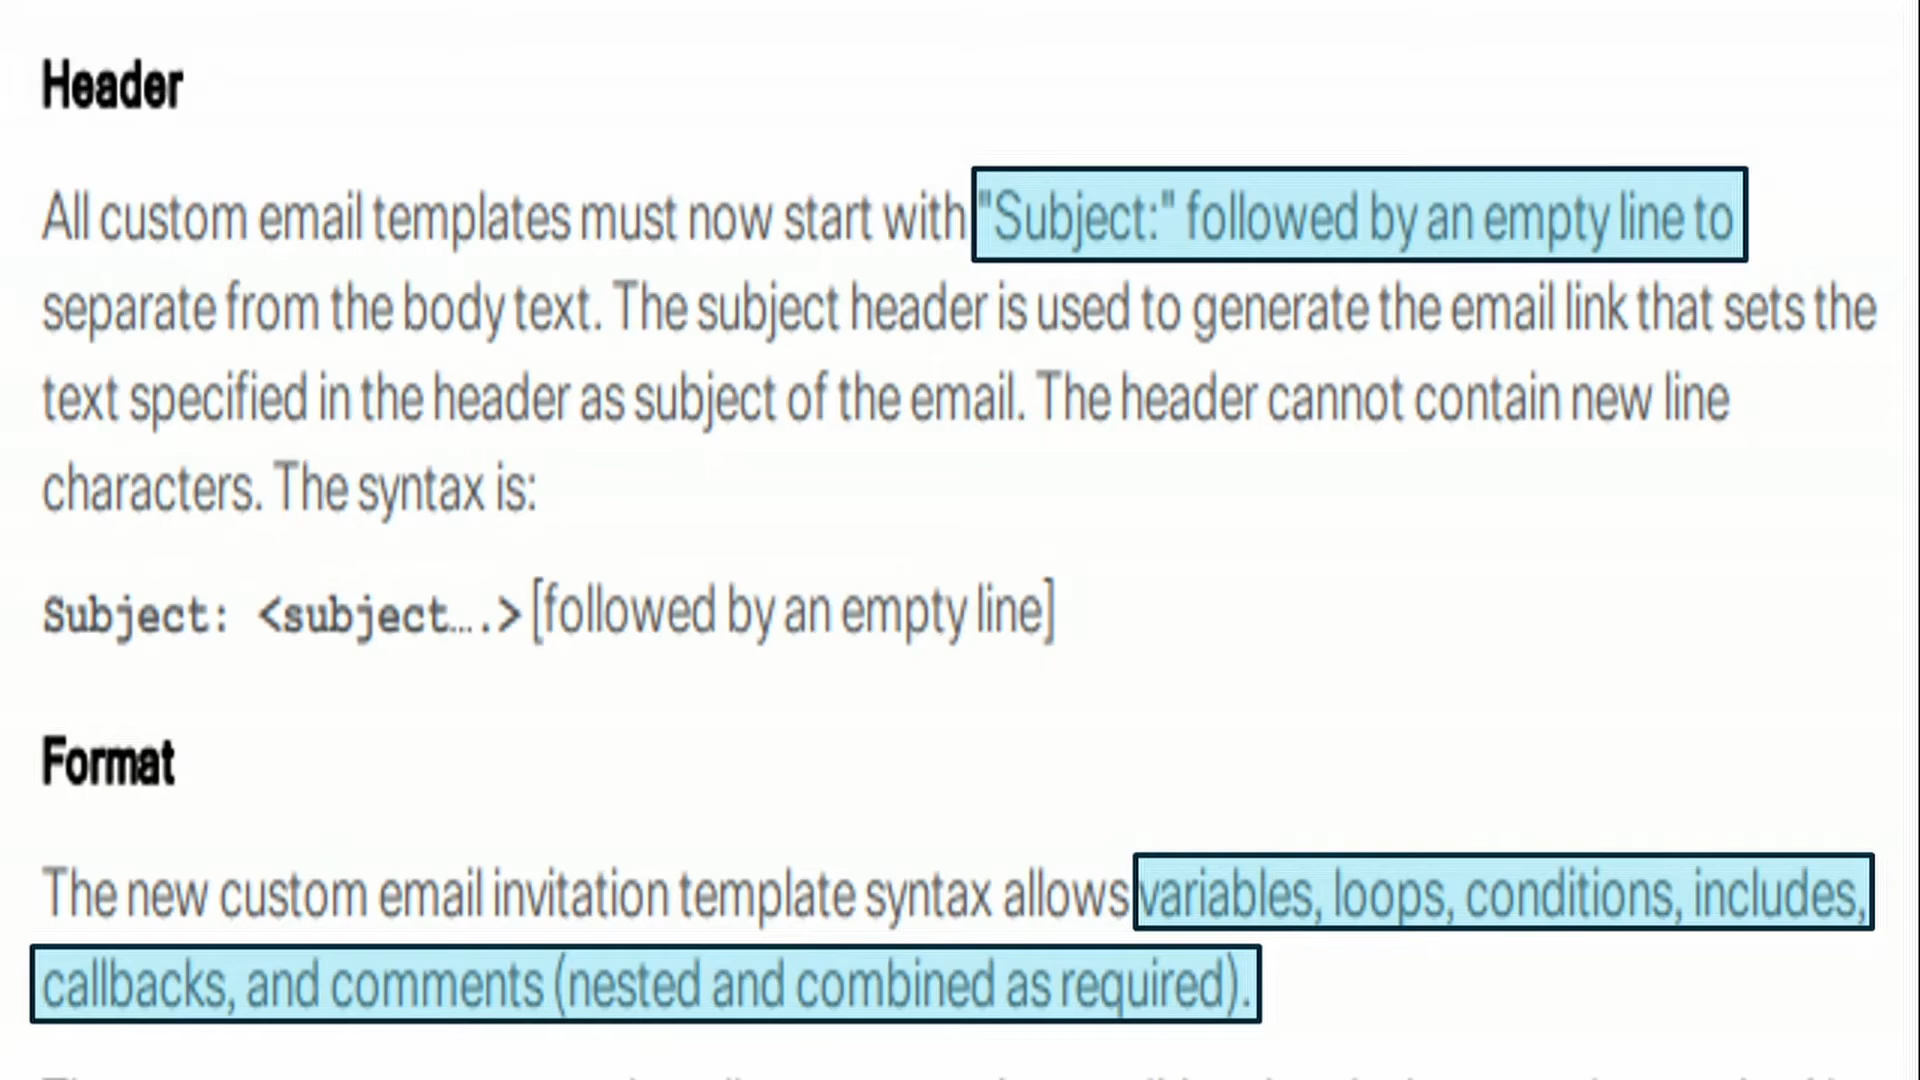 Header
All custom email templates must now start with "Subject:" followed by an empty line to
separate from the body text. The subject header is used to generate the email link that sets the
text specified in the header as subject of the email. The header cannot contain new line
characters. The syntax is:
Subject: <subject….> [followed by an empty line]
Format
The new custom email invitation template syntax allows variables, loops, conditions, includes,
callbacks, and comments (nested and combined as required).